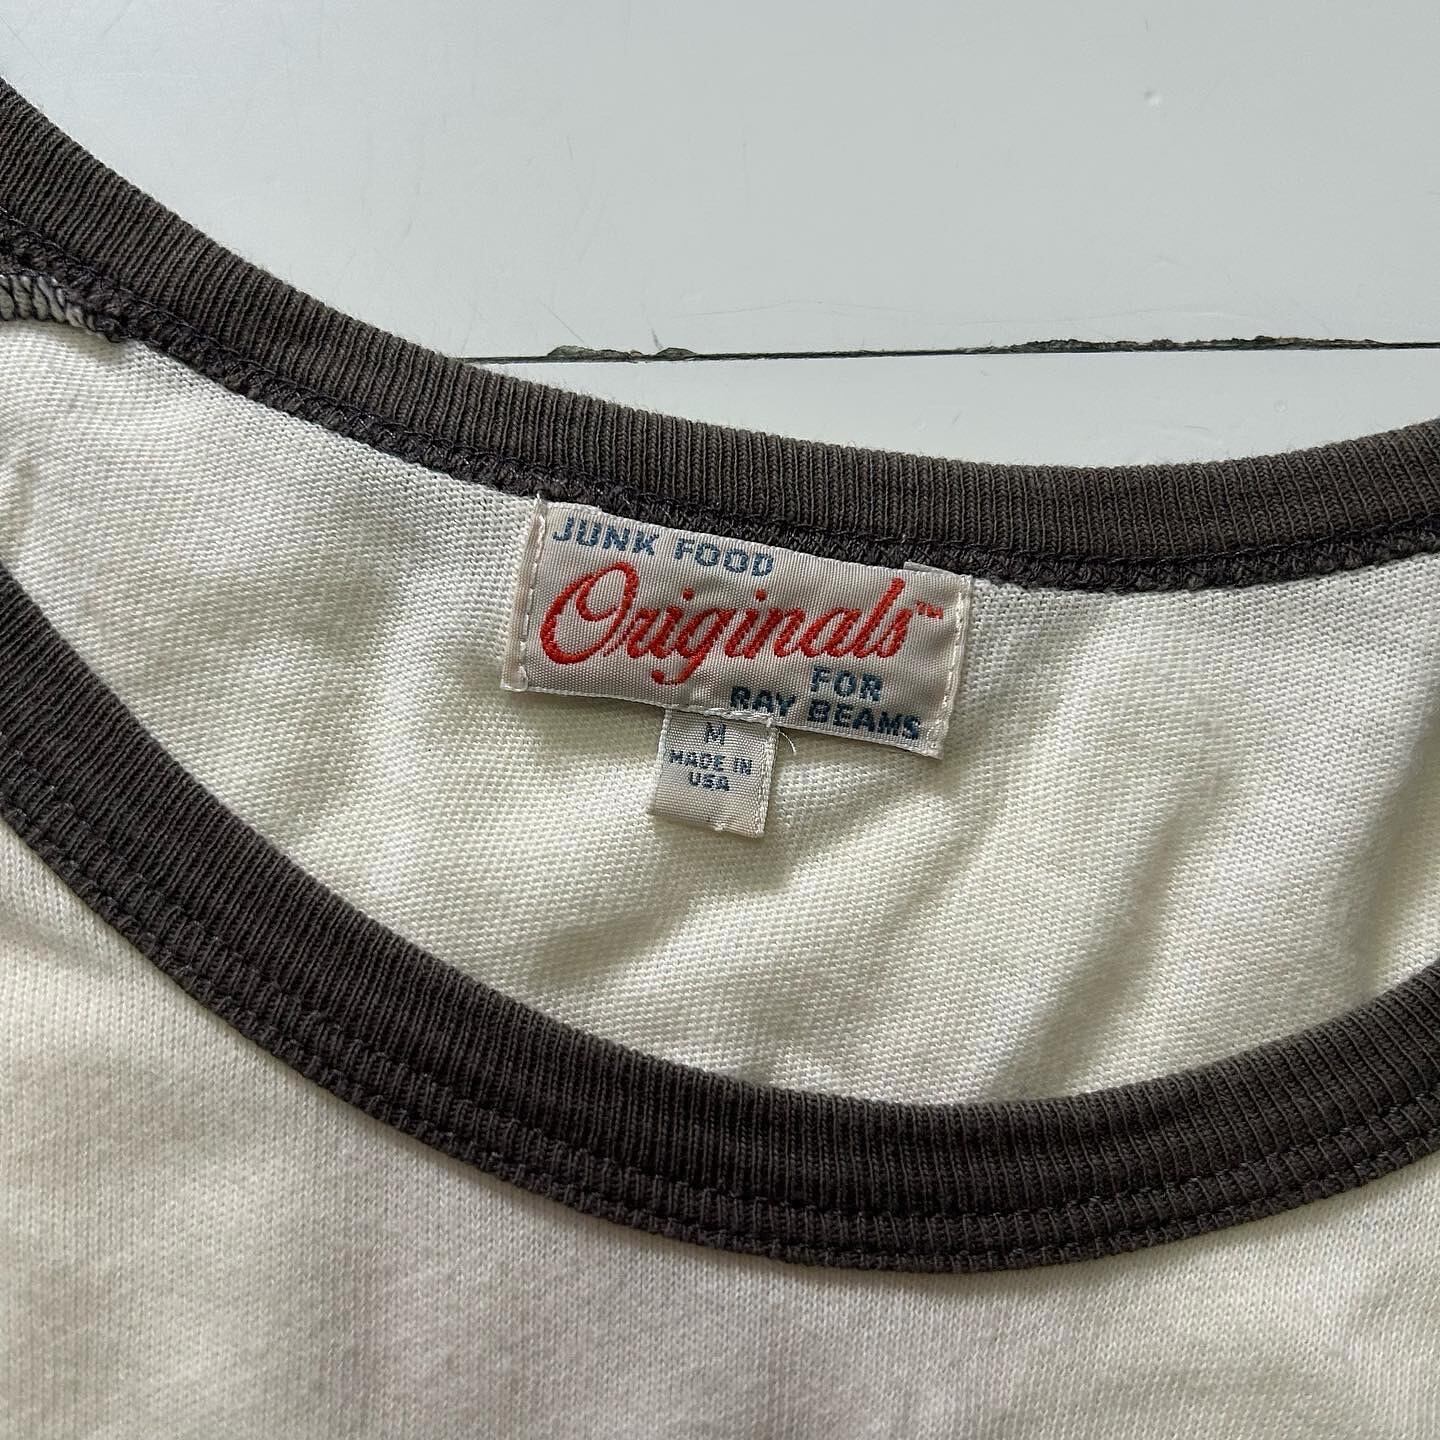 JUNK FOOD
Originals™
FOR
RAY BEAMS
M
MADE IN
USA